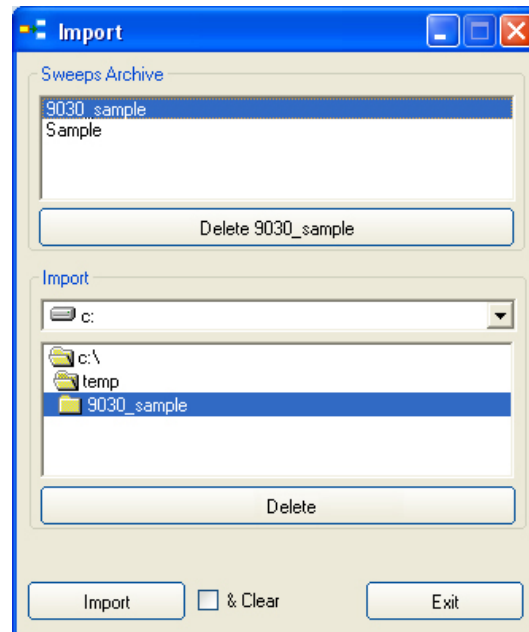 Import
Sweeps Archive
9030_sample
Sample
Delete 9030_sample
Import
c:
c:\
temp
9030_sample
Delete
Import
& Clear
Exit